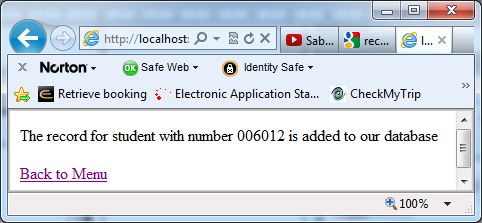 http://localhost:
Sab...
rec...
I...
Norton
OK Safe Web
Identity Safe
Retrieve booking
Electronic Application Sta...
CheckMyTrip
The record for student with number 006012 is added to our database
Back to Menu
100%